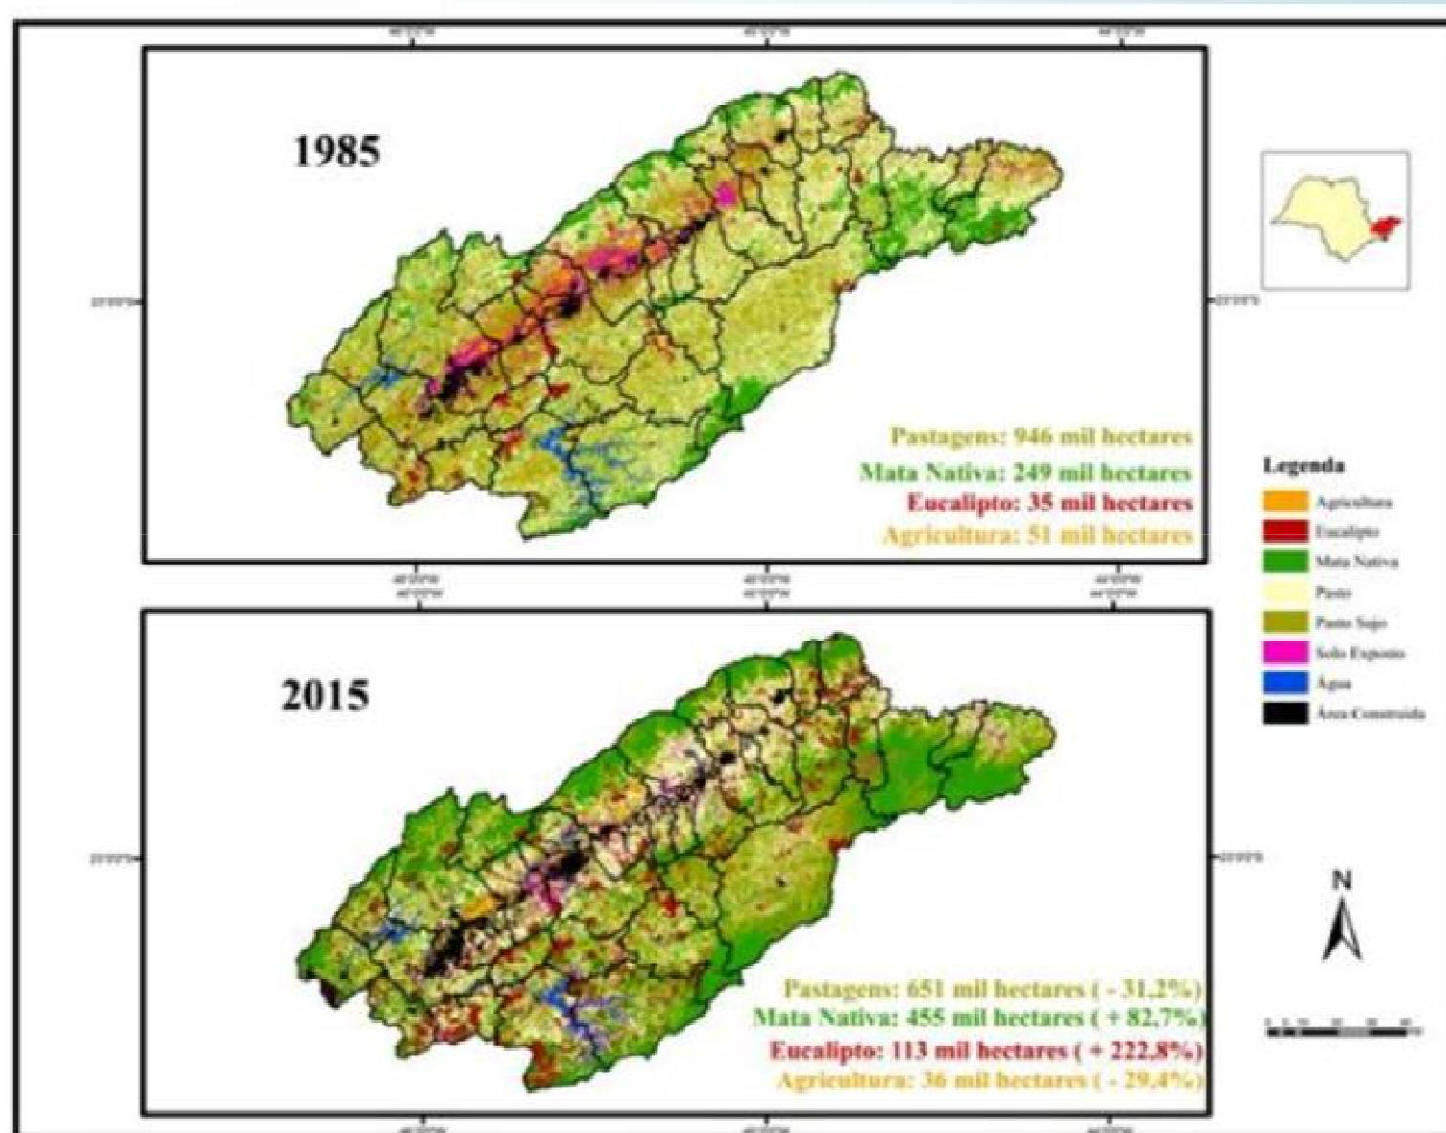 1985
Pastagens: 946 mil hectares
Mata Nativa: 249 mil hectares
Eucalipto: 35 mil hectares
Agricultura: 51 mil hectares
2015
Pastagens: 651 mil hectares ( - 31,2%)
Mata Nativa: 455 mil hectares ( + 82,7%)
Eucalipto: 113 mil hectares ( + 222,8%)
Agricultura: 36 mil hectares ( - 29,4%)
Legenda
Agricultura
Eucalipto
Mata Nativa
Pasto
Pasto Sujo
Solo Exposto
Água
Área Construída
N